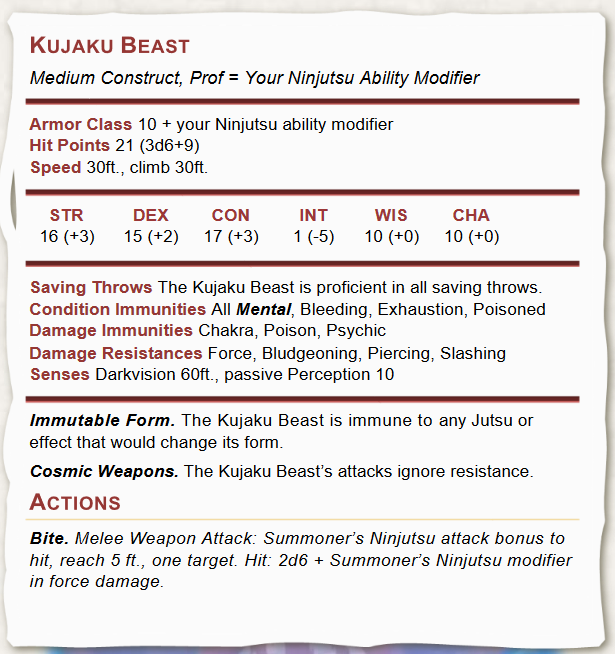 KUJAKU BEAST
Medium Construct, Prof = Your Ninjutsu Ability Modifier
Armor Class 10 + your Ninjutsu ability modifier
Hit Points 21 (3d6+9)
Speed 30ft., climb 30ft.
STR DEX CON INT WIS CHA
16 (+3) 15 (+2) 17 (+3) 1 (-5) 10 (+0) 10 (+0)
Saving Throws The Kujaku Beast is proficient in all saving throws.
Condition Immunities All Mental, Bleeding, Exhaustion, Poisoned
Damage Immunities Chakra, Poison, Psychic
Damage Resistances Force, Bludgeoning, Piercing, Slashing
Senses Darkvision 60ft., passive Perception 10
Immutable Form. The Kujaku Beast is immune to any Jutsu or
effect that would change its form.
Cosmic Weapons. The Kujaku Beast's attacks ignore resistance.
ACTIONS
Bite. Melee Weapon Attack: Summoner's Ninjutsu attack bonus to
hit, reach 5 ft., one target. Hit: 2d6 + Summoner's Ninjutsu modifier
in force damage.